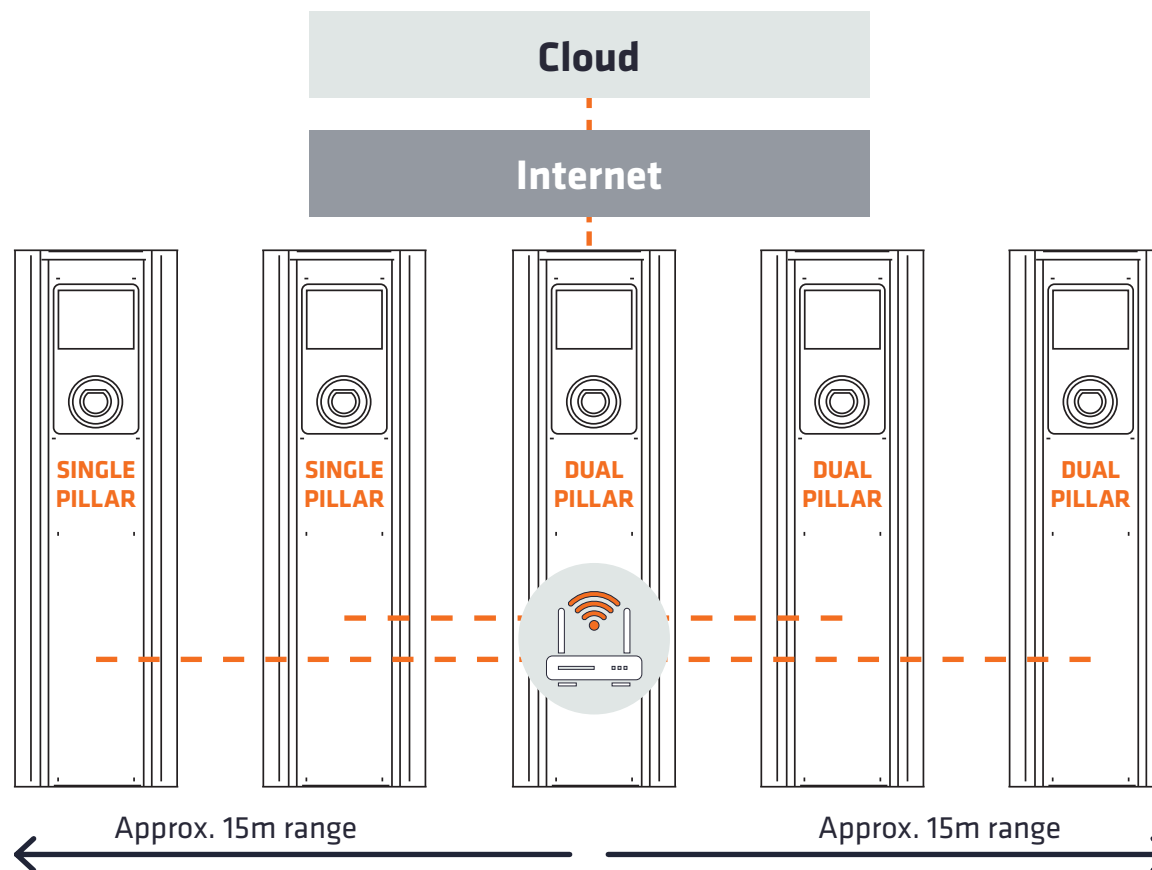 Cloud
Internet
SINGLE
PILLAR
SINGLE
PILLAR
DUAL
PILLAR
DUAL
PILLAR
DUAL
PILLAR
Approx. 15m range
Approx. 15m range